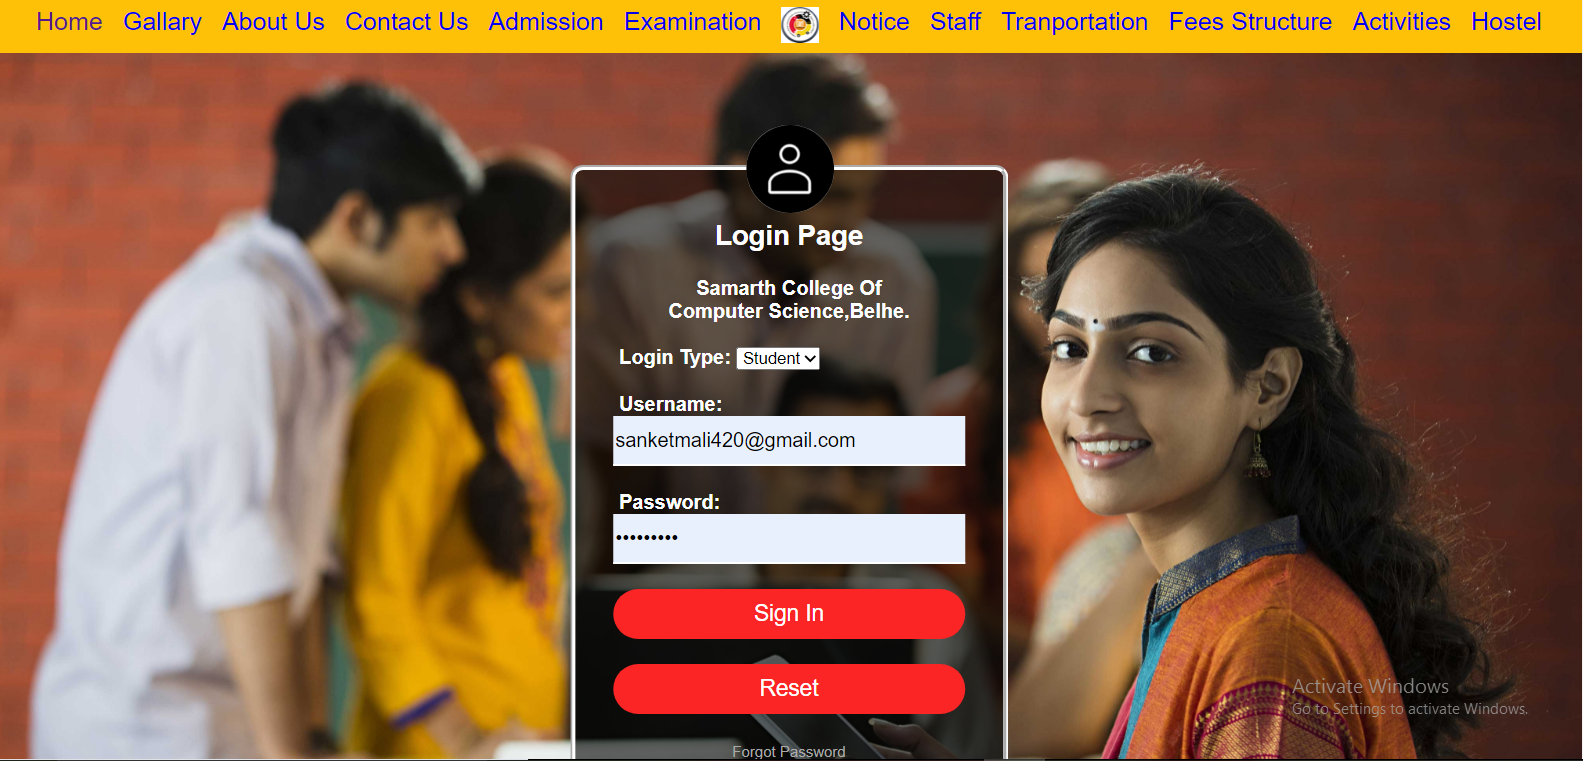 Home Gallary About Us Contact Us Admission Examination Notice Staff Tranportation Fees Structure Activities Hostel
Login Page
Samarth College Of
Computer Science,Belhe.
Login Type: Student
Username:
sanketmali420@gmail.com
Password:
•••••••••
Sign In
Reset
Forgot Password
Activate Windows
Go to Settings to activate Windows.